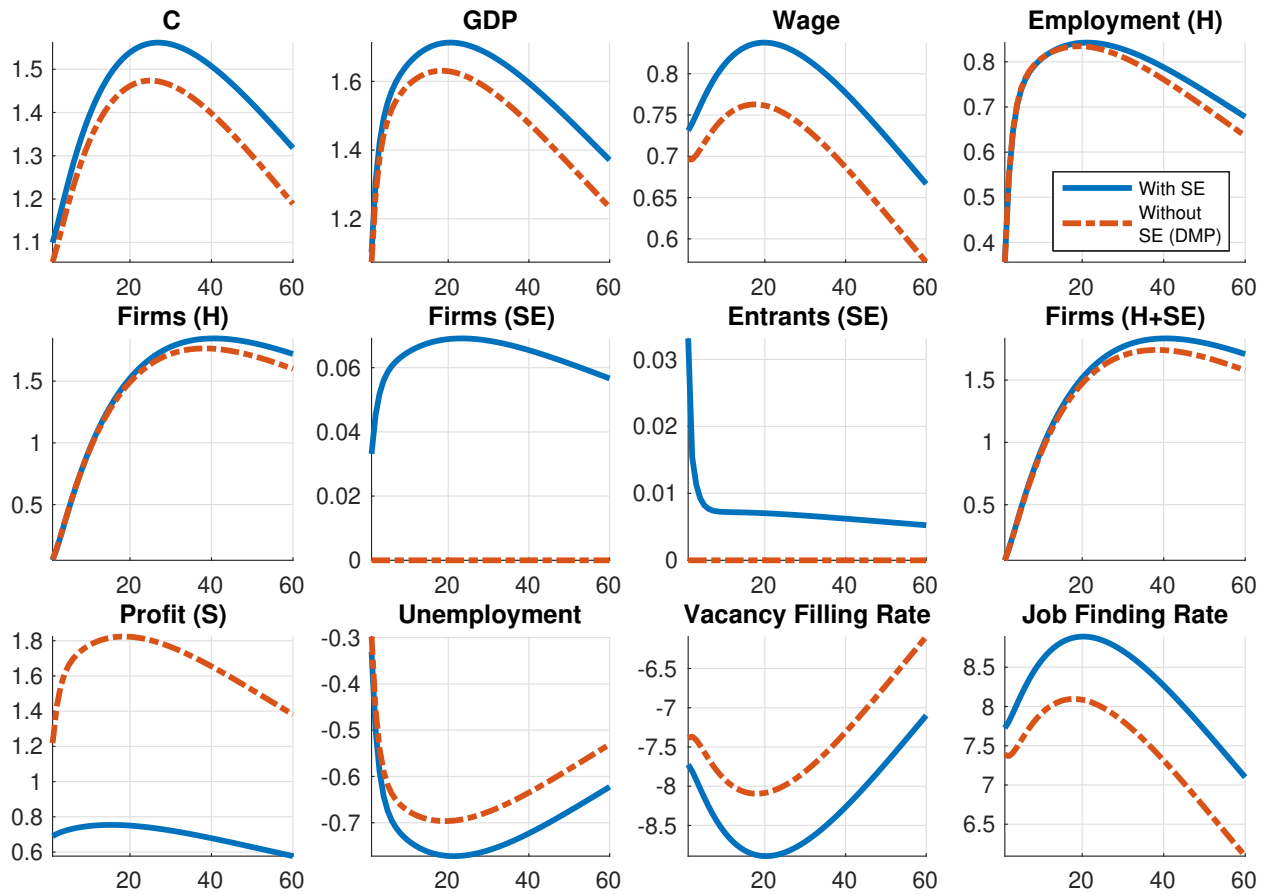 C
GDP
Wage
Employment (H)
1.5
1.4
1.3
1.2
1.1
20 40 60
1.6
1.4
1.2
20 40 60
0.8
0.75
0.7
0.65
0.6
20 40 60
0.8
0.7
0.6
0.5
0.4
20 40 60
With SE
Without
SE (DMP)
Firms (H)
Firms (SE)
Entrants (SE)
Firms (H+SE)
1.5
1
0.5
20 40 60
0.06
0.04
0.02
0
20 40 60
0.03
0.02
0.01
0
20 40 60
1.5
1
0.5
20 40 60
Profit (S)
Unemployment
Vacancy Filling Rate
Job Finding Rate
1.8
1.6
1.4
1.2
1
0.8
0.6
20 40 60
-0.3
-0.4
-0.5
-0.6
-0.7
20 40 60
-6.5
-7
-7.5
-8
-8.5
20 40 60
8.5
8
7.5
7
6.5
20 40 60